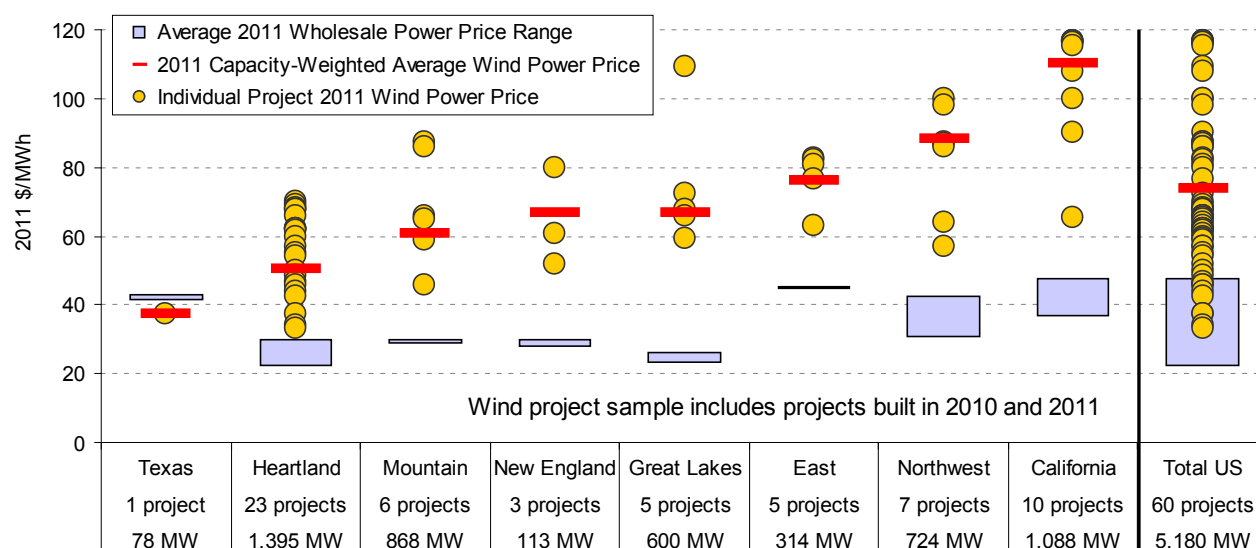 Average 2011 Wholesale Power Price Range
2011 Capacity-Weighted Average Wind Power Price
Individual Project 2011 Wind Power Price
2011 $/MWh
120
100
80
60
40
20
0
Wind project sample includes projects built in 2010 and 2011
Texas Heartland Mountain New England Great Lakes East Northwest California Total US
1 project 23 projects 6 projects 3 projects 5 projects 5 projects 7 projects 10 projects 60 projects
78 MW 1,395 MW 868 MW 113 MW 600 MW 314 MW 724 MW 1,088 MW 5,180 MW